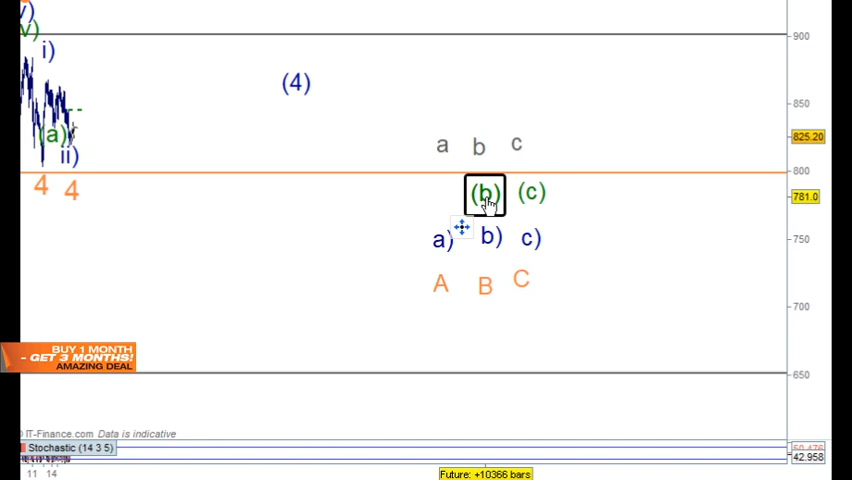 v)
v)
i)
900
(4)
850
(a)
825.20
ii)
a b c
800
4 4
(b) (c)
781.0
a) b) c)
750
A B C
700
BUY 1 MONTH
- GET 3 MONTHS!
AMAZING DEAL
650
IT-Finance.com Data is indicative
Stochastic (14 3 5)
42.958
11 14
Future: +10366 bars